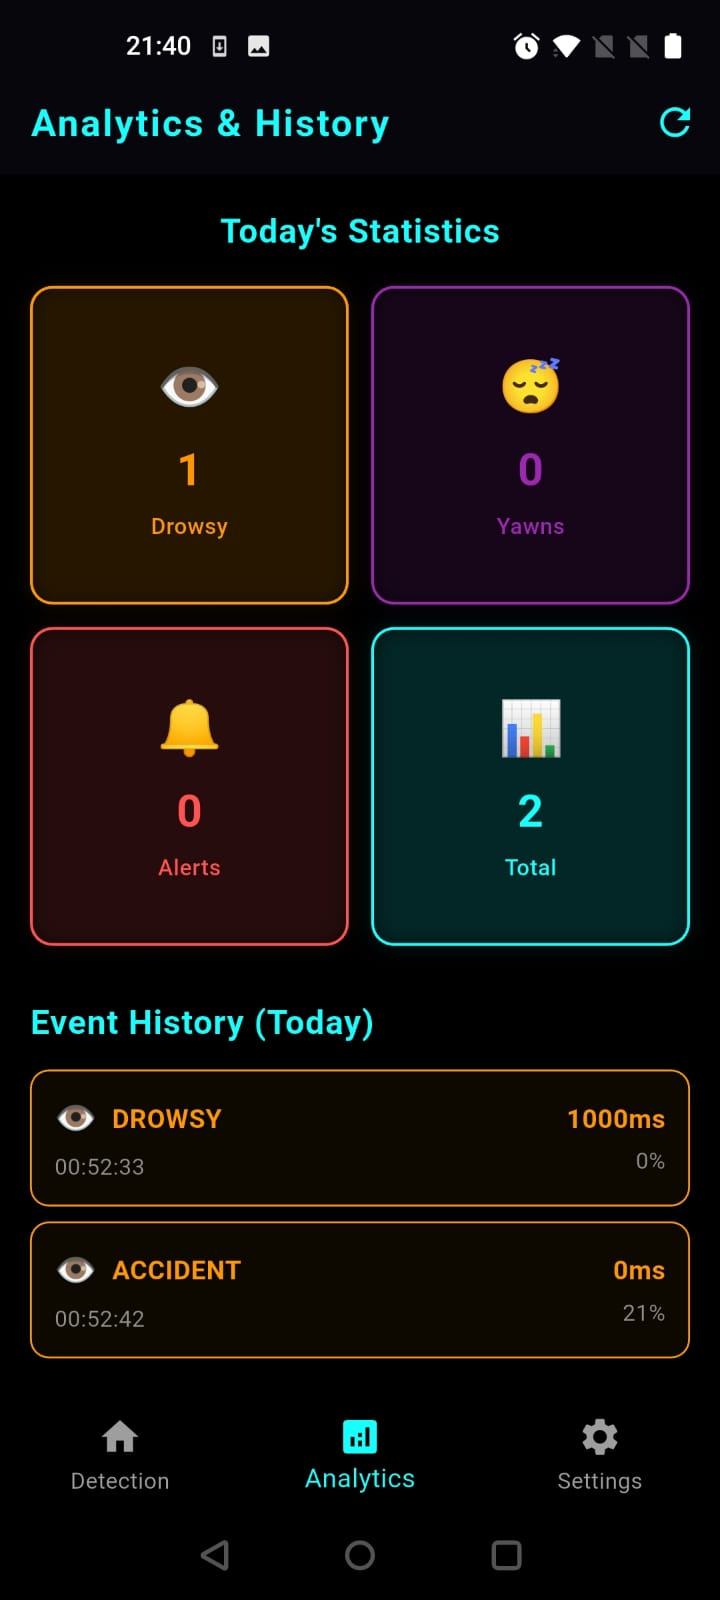 21:40
Analytics & History
Today's Statistics
1
Drowsy
0
Yawns
0
Alerts
2
Total
Event History (Today)
DROWSY 1000ms
00:52:33 0%
ACCIDENT 0ms
00:52:42 21%
Detection Analytics Settings